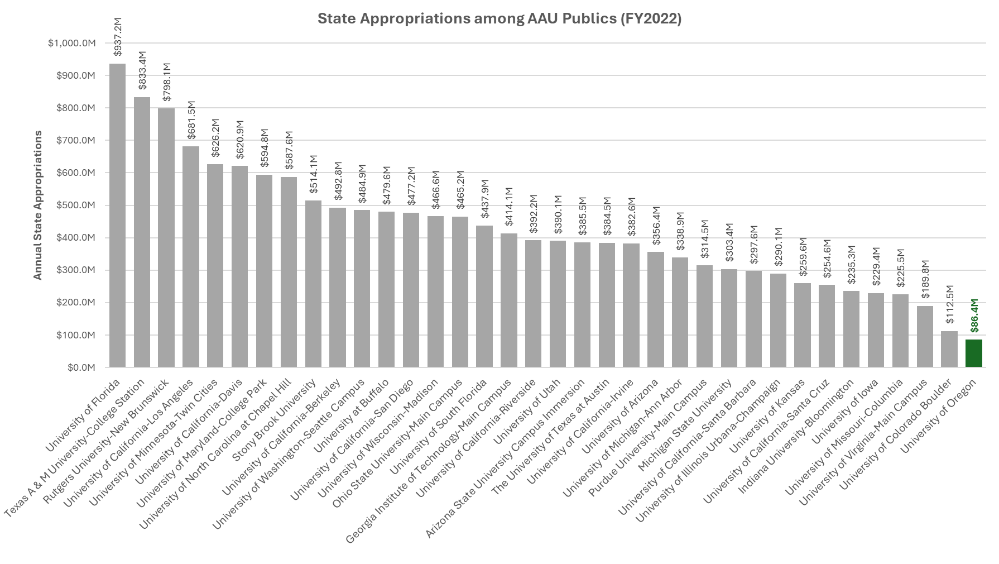 State Appropriations among AAU Publics (FY2022)
Annual State Appropriations
$1,000.0M
$900.0M
$800.0M
$700.0M
$600.0M
$500.0M
$400.0M
$300.0M
$200.0M
$100.0M
$0.0M
$937.2M
$833.4M
$798.1M
$681.5M
$626.2M
$620.9M
$594.8M
$587.6M
$514.1M
$492.8M
$484.9M
$479.6M
$477.2M
$466.6M
$465.2M
$437.9M
$414.1M
$392.2M
$390.1M
$385.5M
$384.5M
$382.6M
$356.4M
$338.9M
$314.5M
$303.4M
$297.6M
$290.1M
$259.6M
$254.6M
$235.3M
$229.4M
$225.5M
$189.8M
$112.5M
$86.4M
University of Florida
Texas A & M University-College Station
Rutgers University-New Brunswick
University of California-Los Angeles
University of Minnesota-Twin Cities
University of California-Davis
University of Maryland-College Park
University of North Carolina at Chapel Hill
Stony Brook University
University of California-Berkeley
University of Washington-Seattle Campus
University at Buffalo
University of California-San Diego
University of Wisconsin-Madison
Ohio State University-Main Campus
University of South Florida
Georgia Institute of Technology-Main Campus
University of California-Riverside
University of Utah
Arizona State University Campus Immersion
The University of Texas at Austin
University of California-Irvine
University of Arizona
University of Michigan-Ann Arbor
Purdue University-Main Campus
Michigan State University
University of California-Santa Barbara
University of Illinois Urbana-Champaign
University of Kansas
University of California-Santa Cruz
Indiana University-Bloomington
University of Iowa
University of Missouri-Columbia
University of Virginia-Main Campus
University of Colorado Boulder
University of Oregon